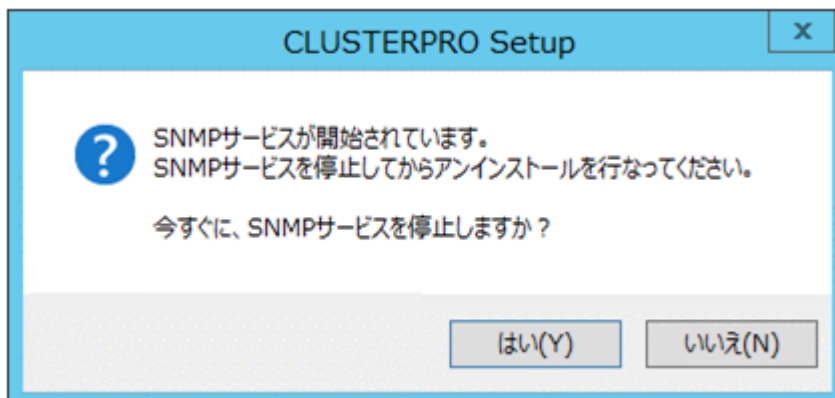 CLUSTERPRO Setup
x
?
SNMPサービスが開始されています。
SNMPサービスを停止してからアンインストールを行なってください。
今すぐに、SNMPサービスを停止しますか？
はい(Y)
いいえ(N)